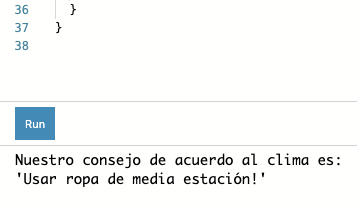 36 }
37 }
38
Run
Nuestro consejo de acuerdo al clima es:
'Usar ropa de media estación!'